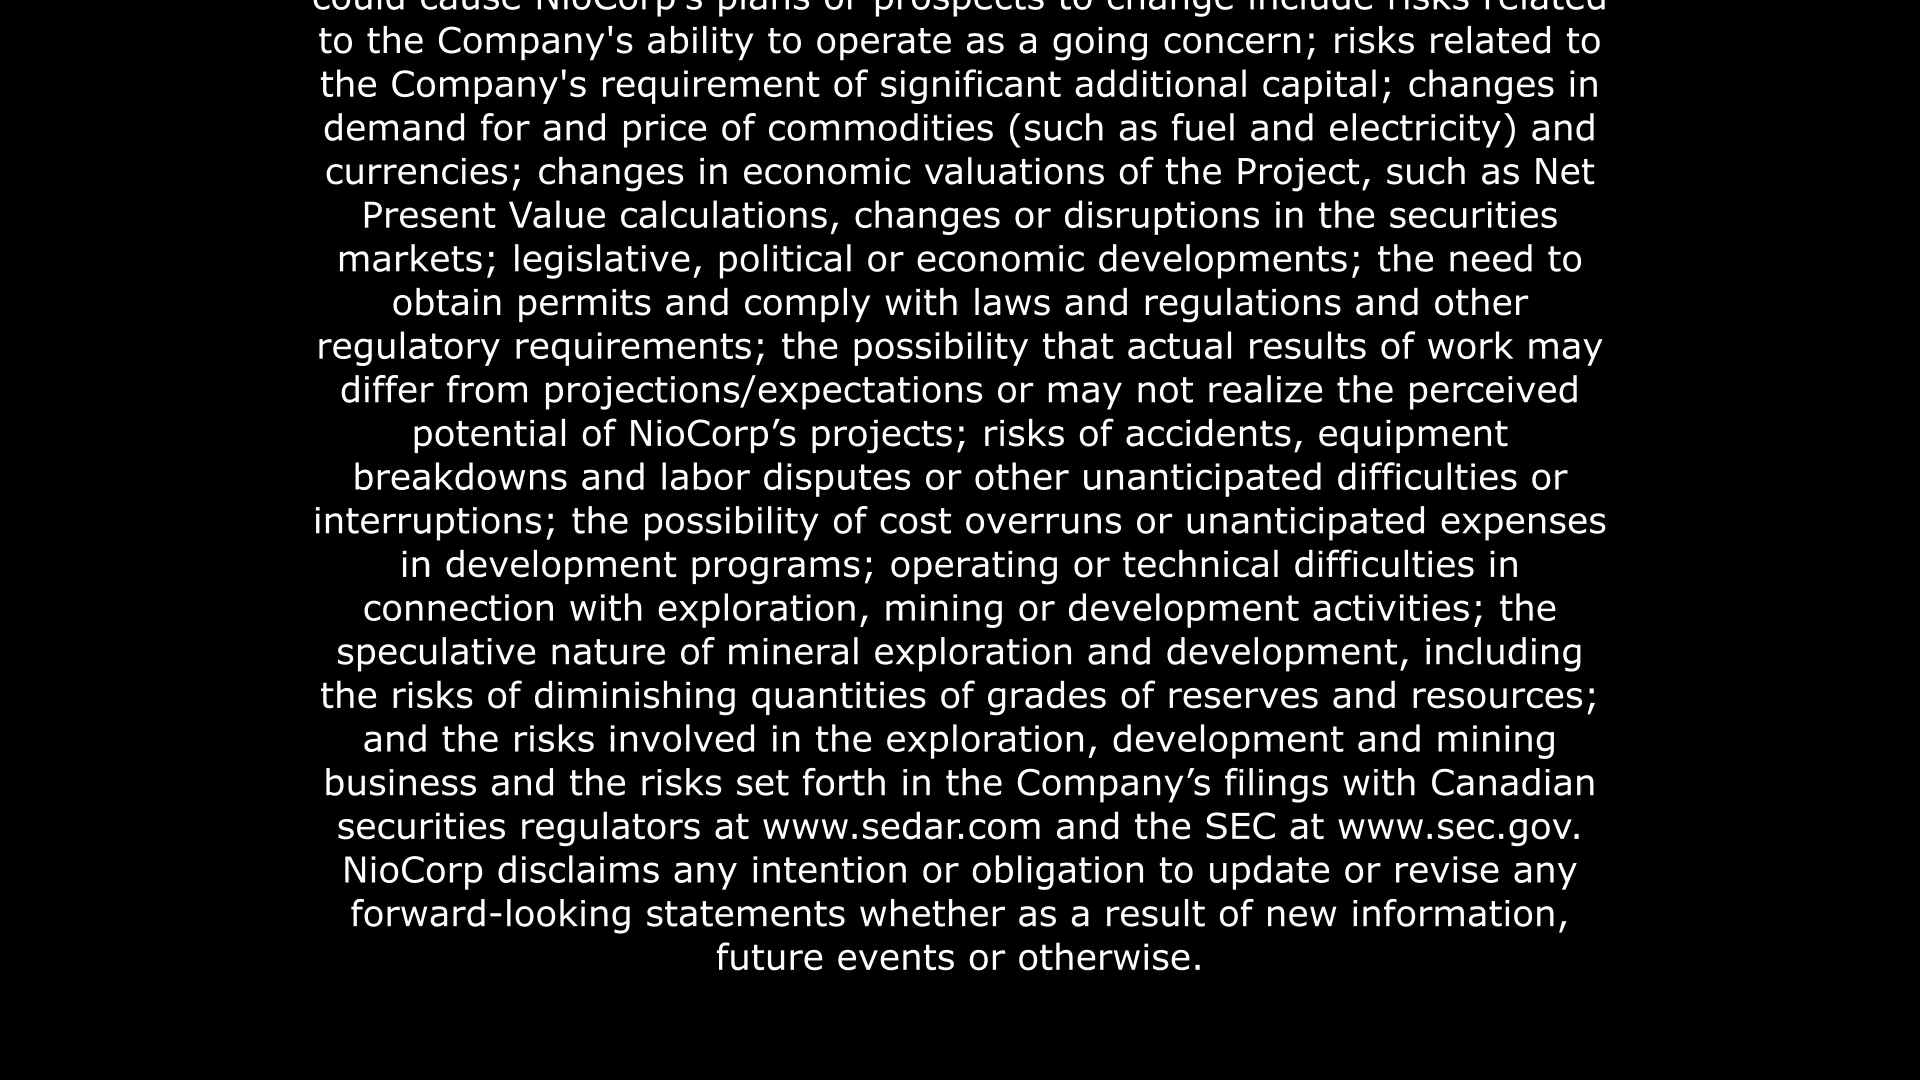 could cause NioCorp's plans or prospects to change include risks related
to the Company's ability to operate as a going concern; risks related to
the Company's requirement of significant additional capital; changes in
demand for and price of commodities (such as fuel and electricity) and
currencies; changes in economic valuations of the Project, such as Net
Present Value calculations, changes or disruptions in the securities
markets; legislative, political or economic developments; the need to
obtain permits and comply with laws and regulations and other
regulatory requirements; the possibility that actual results of work may
differ from projections/expectations or may not realize the perceived
potential of NioCorp’s projects; risks of accidents, equipment
breakdowns and labor disputes or other unanticipated difficulties or
interruptions; the possibility of cost overruns or unanticipated expenses
in development programs; operating or technical difficulties in
connection with exploration, mining or development activities; the
speculative nature of mineral exploration and development, including
the risks of diminishing quantities of grades of reserves and resources;
and the risks involved in the exploration, development and mining
business and the risks set forth in the Company’s filings with Canadian
securities regulators at www.sedar.com and the SEC at www.sec.gov.
NioCorp disclaims any intention or obligation to update or revise any
forward-looking statements whether as a result of new information,
future events or otherwise.